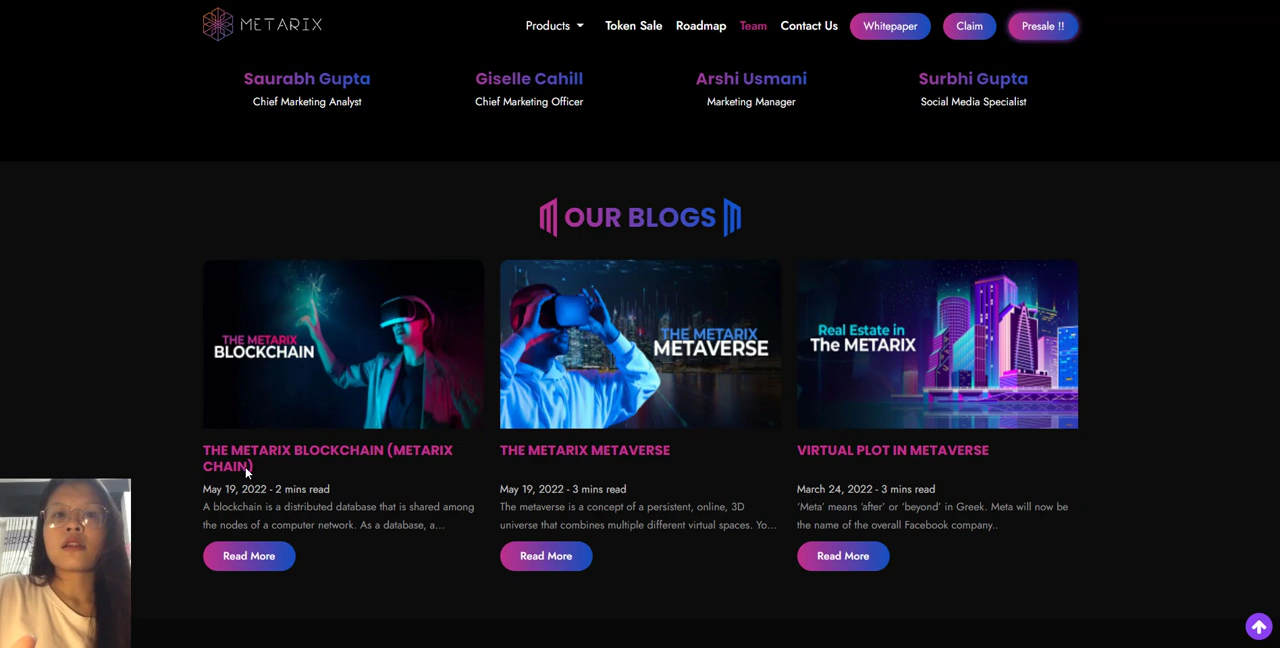 METARIX
Products Token Sale Roadmap Team Contact Us Whitepaper Claim Presale !!
Saurabh Gupta Giselle Cahill Arshi Usmani Surbhi Gupta
Chief Marketing Analyst Chief Marketing Officer Marketing Manager Social Media Specialist
OUR BLOGS
THE METARIX
BLOCKCHAIN
THE METARIX
METAVERSE
Real Estate in
The METARIX
THE METARIX BLOCKCHAIN (METARIX
CHAIN)
May 19, 2022 - 2 mins read
A blockchain is a distributed database that is shared among
the nodes of a computer network. As a database, a...
Read More
THE METARIX METAVERSE
May 19, 2022 - 3 mins read
The metaverse is a concept of a persistent, online, 3D
universe that combines multiple different virtual spaces. Yo...
Read More
VIRTUAL PLOT IN METAVERSE
March 24, 2022 - 3 mins read
‘Meta’ means ‘after’ or ‘beyond’ in Greek. Meta will now be
the name of the overall Facebook company..
Read More